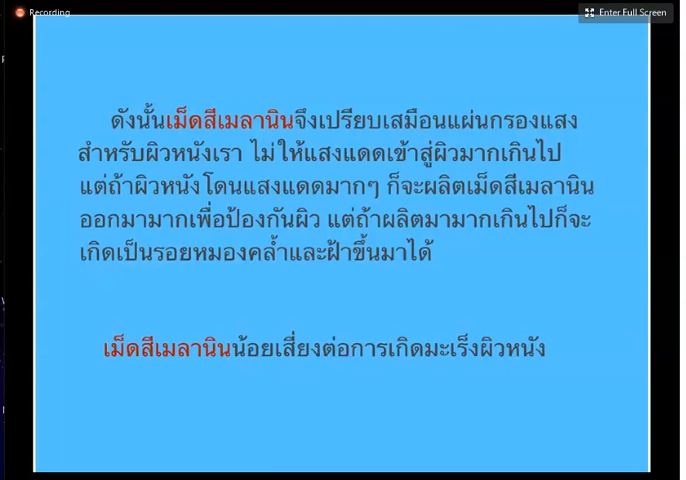 Recording
Enter Full Screen
ดังนั้นเม็ดสีเมลานินจึงเปรียบเสมือนแผ่นกรองแสง
สำหรับผิวหนังเรา ไม่ให้แสงแดดเข้าสู่ผิวมากเกินไป
แต่ถ้าผิวหนังโดนแสงแดดมากๆ ก็จะผลิตเม็ดสีเมลานิน
ออกมามากเพื่อป้องกันผิว แต่ถ้าผลิตมามากเกินไปก็จะ
เกิดเป็นรอยหมองคล้ำและฝ้าขึ้นมาได้
เม็ดสีเมลานินน้อยเสี่ยงต่อการเกิดมะเร็งผิวหนัง